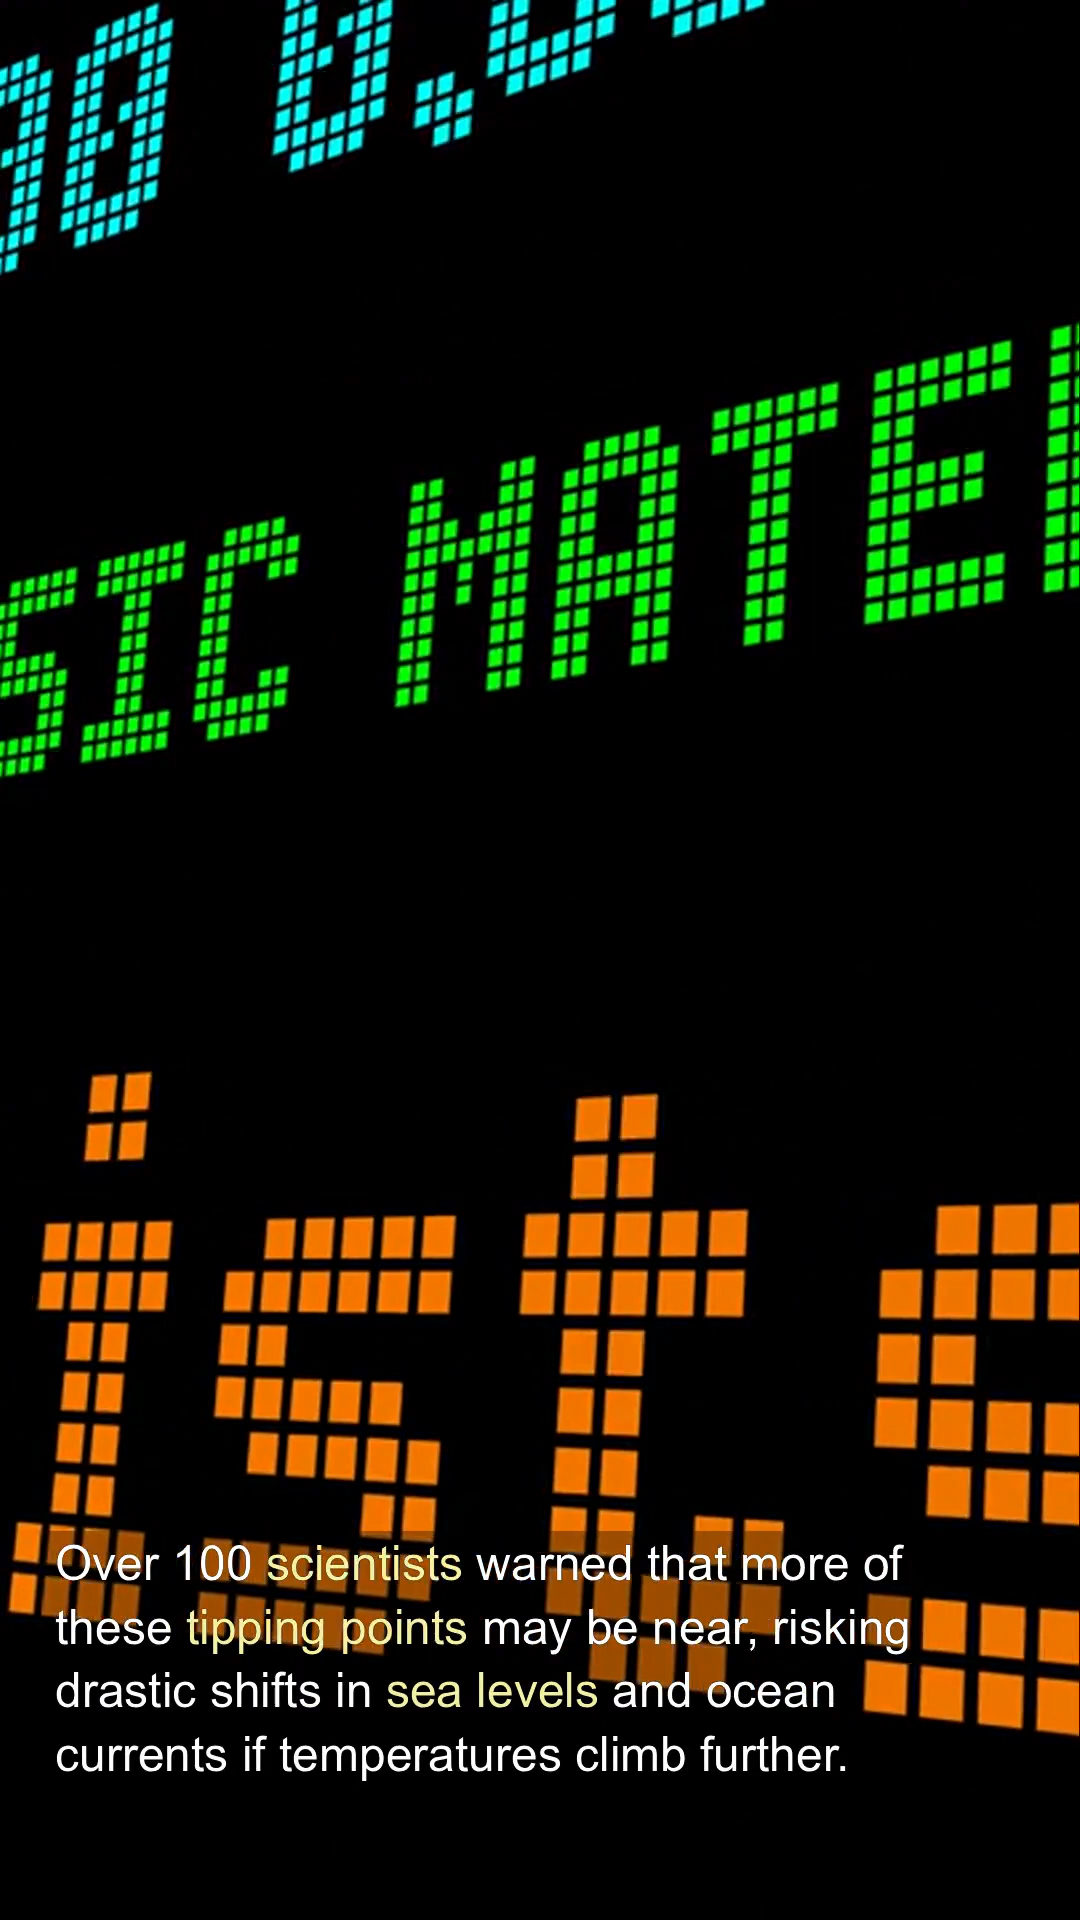 SIC MATE
ist
Over 100 scientists warned that more of
these tipping points may be near, risking
drastic shifts in sea levels and ocean
currents if temperatures climb further.